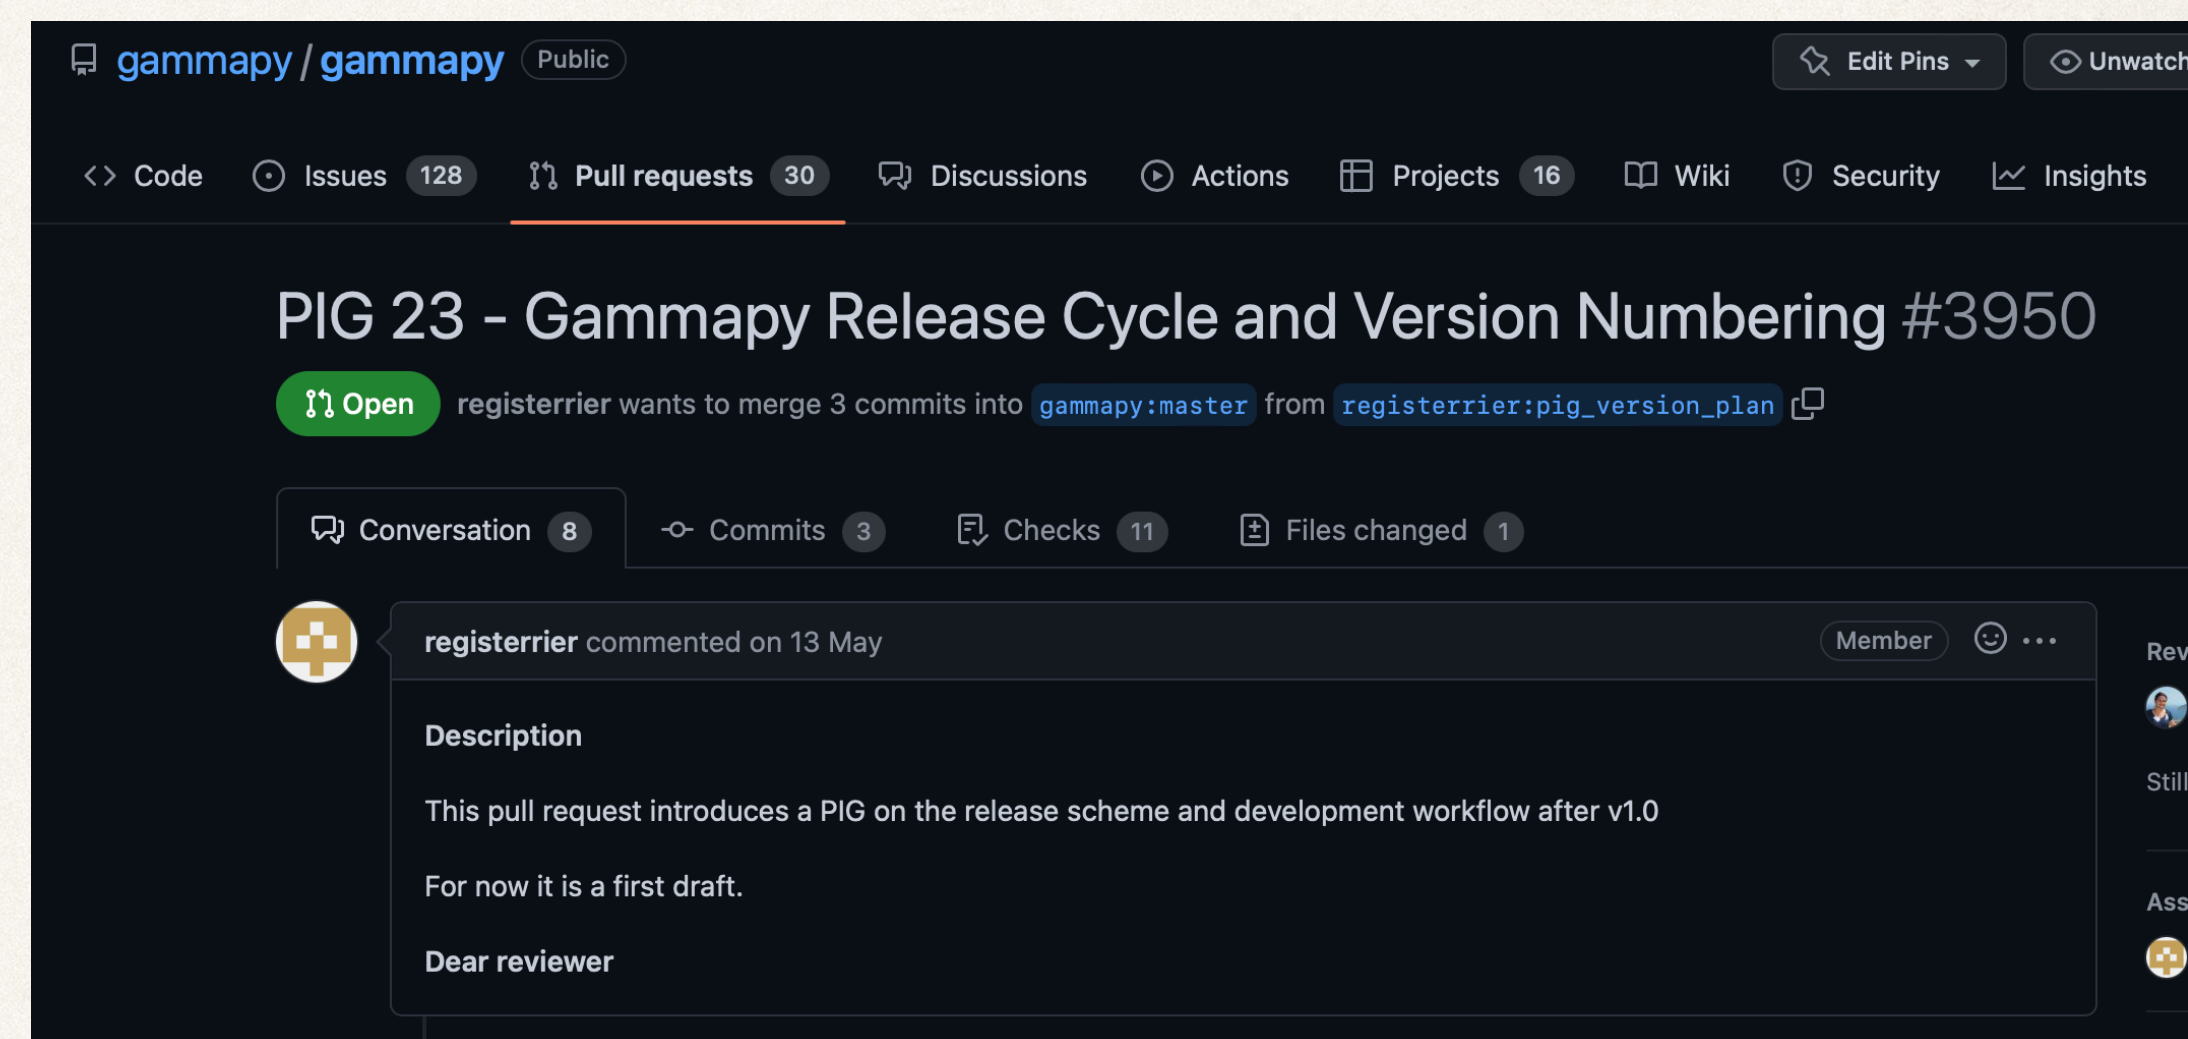 gammapy / gammapy Public Edit Pins Unwatch
Code Issues 128 Pull requests 30 Discussions Actions Projects 16 Wiki Security Insights
PIG 23 - Gammapy Release Cycle and Version Numbering #3950
Open registerrier wants to merge 3 commits into gammapy:master from registerrier:pig_version_plan
Conversation 8 Commits 3 Checks 11 Files changed 1
registerrier commented on 13 May Member
Rev
Description
Still
This pull request introduces a PIG on the release scheme and development workflow after v1.0
For now it is a first draft.
Ass
Dear reviewer